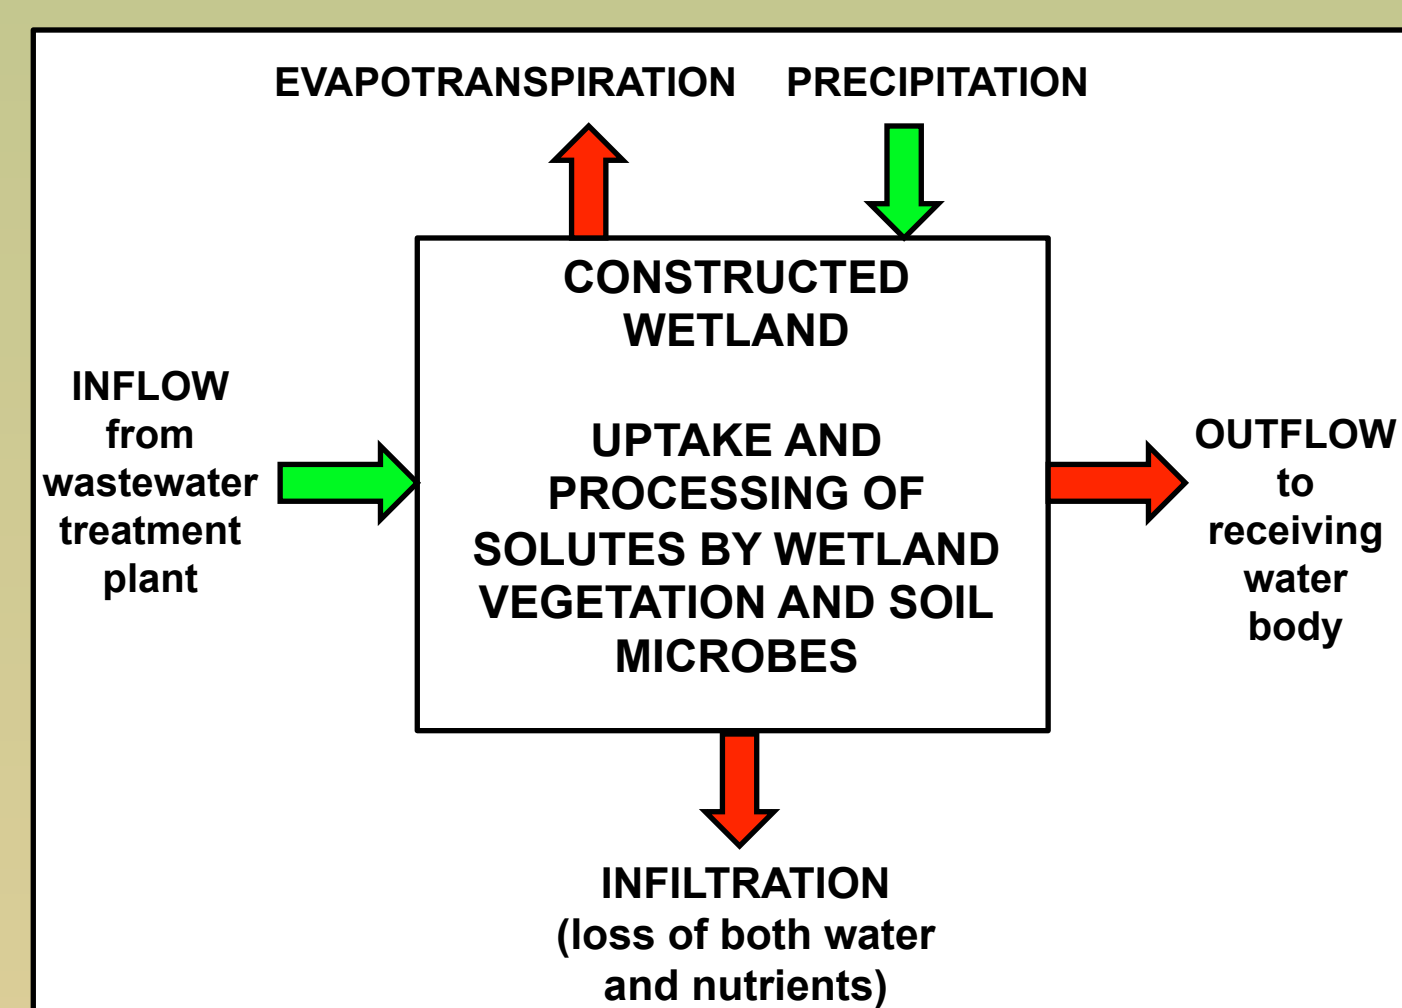 EVAPOTRANSPIRATION
PRECIPITATION
CONSTRUCTED
WETLAND
UPTAKE AND
PROCESSING OF
SOLUTES BY WETLAND
VEGETATION AND SOIL
MICROBES
INFLOW
from
wastewater
treatment
plant
OUTFLOW
to
receiving
water
body
INFILTRATION
(loss of both water
and nutrients)